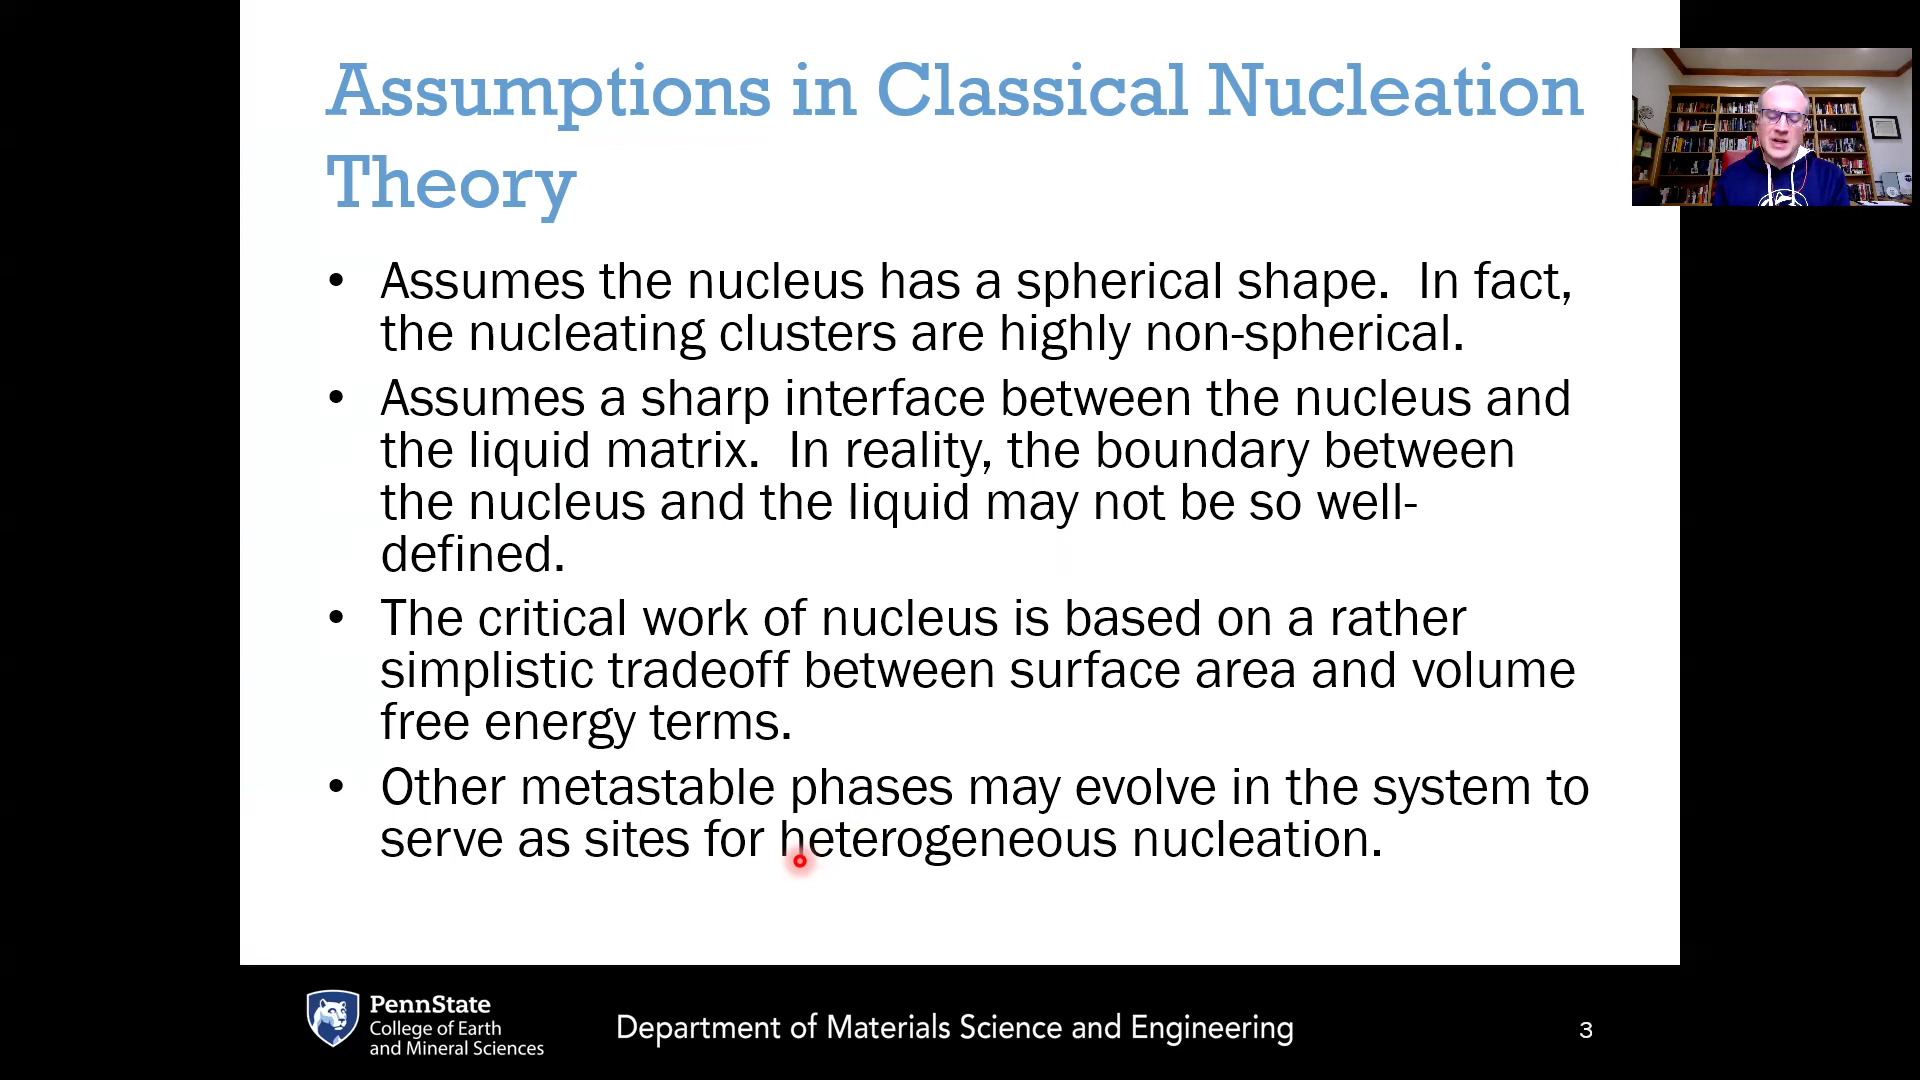 Assumptions in Classical Nucleation
Theory
• Assumes the nucleus has a spherical shape.  In fact,
the nucleating clusters are highly non-spherical.
• Assumes a sharp interface between the nucleus and
the liquid matrix.  In reality, the boundary between
the nucleus and the liquid may not be so well-
defined.
• The critical work of nucleus is based on a rather
simplistic tradeoff between surface area and volume
free energy terms.
• Other metastable phases may evolve in the system to
serve as sites for heterogeneous nucleation.
PennState
College of Earth
and Mineral Sciences
Department of Materials Science and Engineering
3